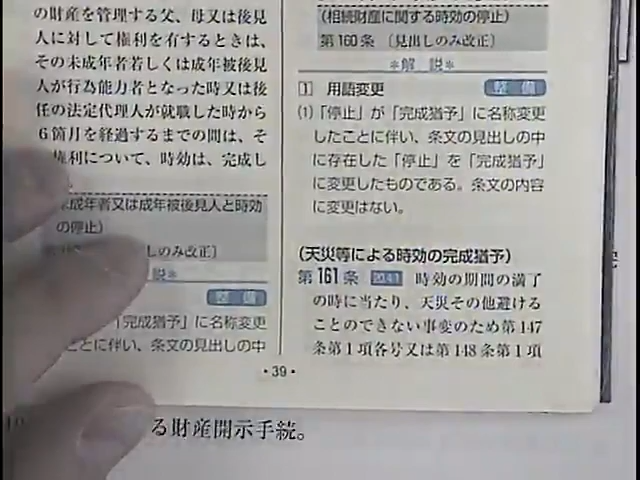 の財産を管理する父、母又は後見
人に対して権利を有するときは、
その未成年者若しくは成年被後見
人が行為能力者となった時又は後
任の法定代理人が就職した時から
6箇月を経過するまでの間は、そ
権利について、時効は、完成し
成年者又は成年被後見人と時効
の停止)
しのみ改正〕
説*
整備
「完成猶予」に名称変更
ことに伴い、条文の見出しの中
(相続財産に関する時効の停止)
第160条 〔見出しのみ改正〕
*解 説*
1 用語変更 整備
(1)「停止」が「完成猶予」に名称変更
したことに伴い、条文の見出しの中
に存在した「停止」を「完成猶予」
に変更したものである。条文の内容
に変更はない。
(天災等による時効の完成猶予)
第161条 時効の期間の満了
の時に当たり、天災その他避ける
ことのできない事変のため第147
条第1項各号又は第148条第1項
・39・
る財産開示手続。